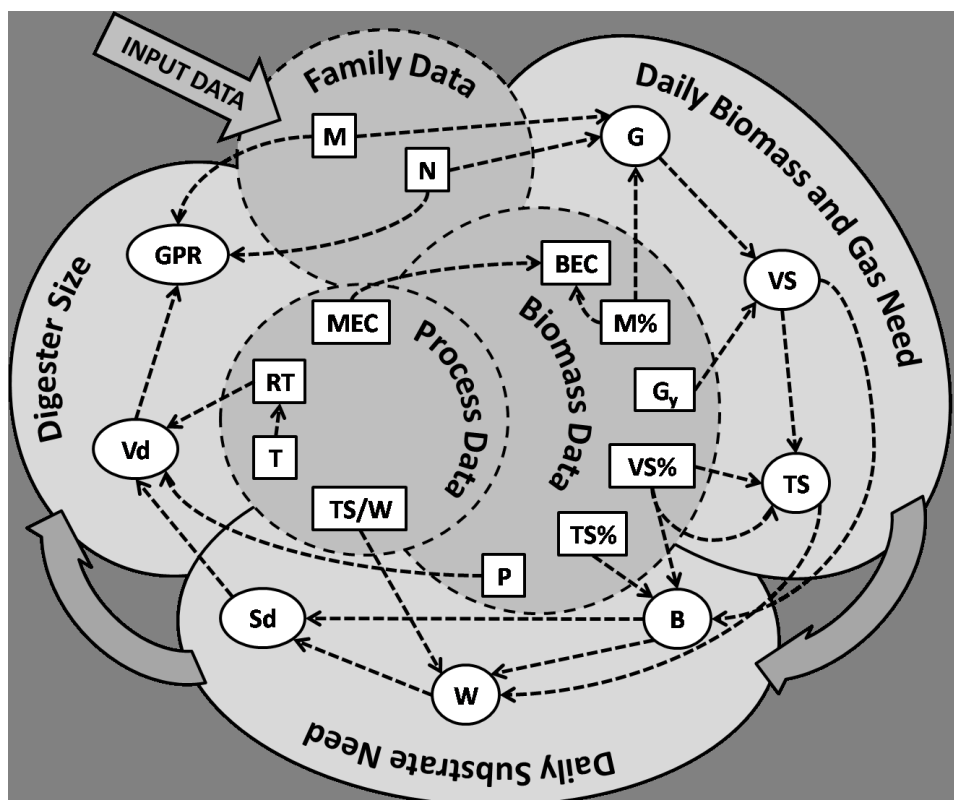 INPUT DATA
Family Data
Daily Biomass and Gas Need
M
G
N
GPR
BEC
VS
MEC
M%
Digester Size
Process Data
Biomass Data
RT
G_y
Vd
T
VS%
TS
TS/W
TS%
P
Sd
B
W
Daily Substrate Need